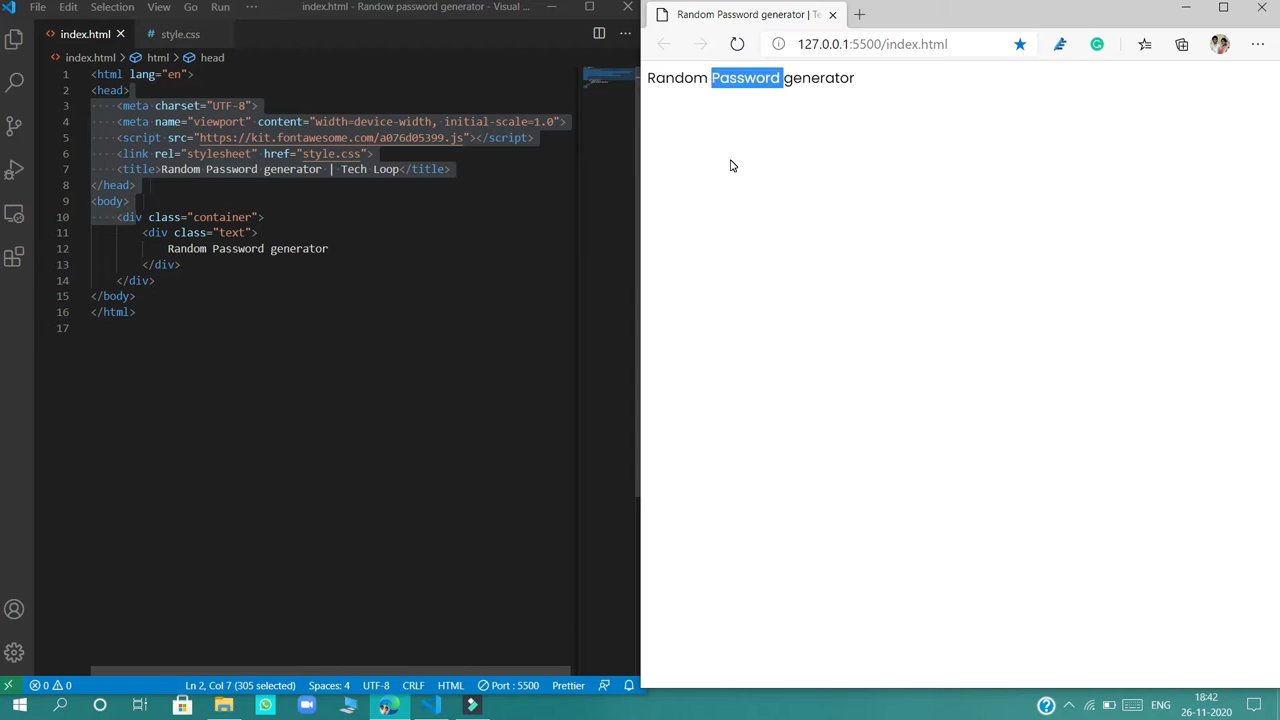 File Edit Selection View Go Run ···
index.html - Randow password generator - Visual ...
index.html
style.css
index.html > html > head
1 <html lang="en">
2 <head>
3 ····<meta·charset="UTF-8">
4 ····<meta·name="viewport"·content="width=device-width,·initial-scale=1.0">
5 ····<script·src="https://kit.fontawesome.com/a076d05399.js"></script>
6 ····<link·rel="stylesheet"·href="style.css">
7 ····<title>Random·Password·generator·|·Tech·Loop</title>
8 </head>
9 <body>
10 ····<div class="container">
11 <div class="text">
12 Random Password generator
13 </div>
14 </div>
15 </body>
16 </html>
17
0 0 Ln 2, Col 7 (305 selected) Spaces: 4 UTF-8 CRLF HTML Port : 5500 Prettier
Random Password generator | Te
127.0.0.1:5500/index.html
Random Password generator
ENG
18:42
26-11-2020